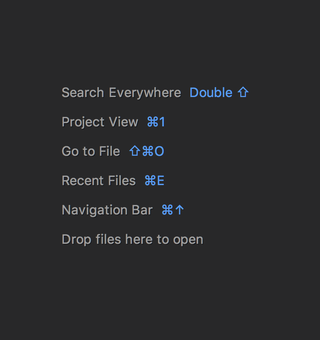 Search Everywhere Double ⇧
Project View ⌘1
Go to File ⇧⌘O
Recent Files ⌘E
Navigation Bar ⌘↑
Drop files here to open